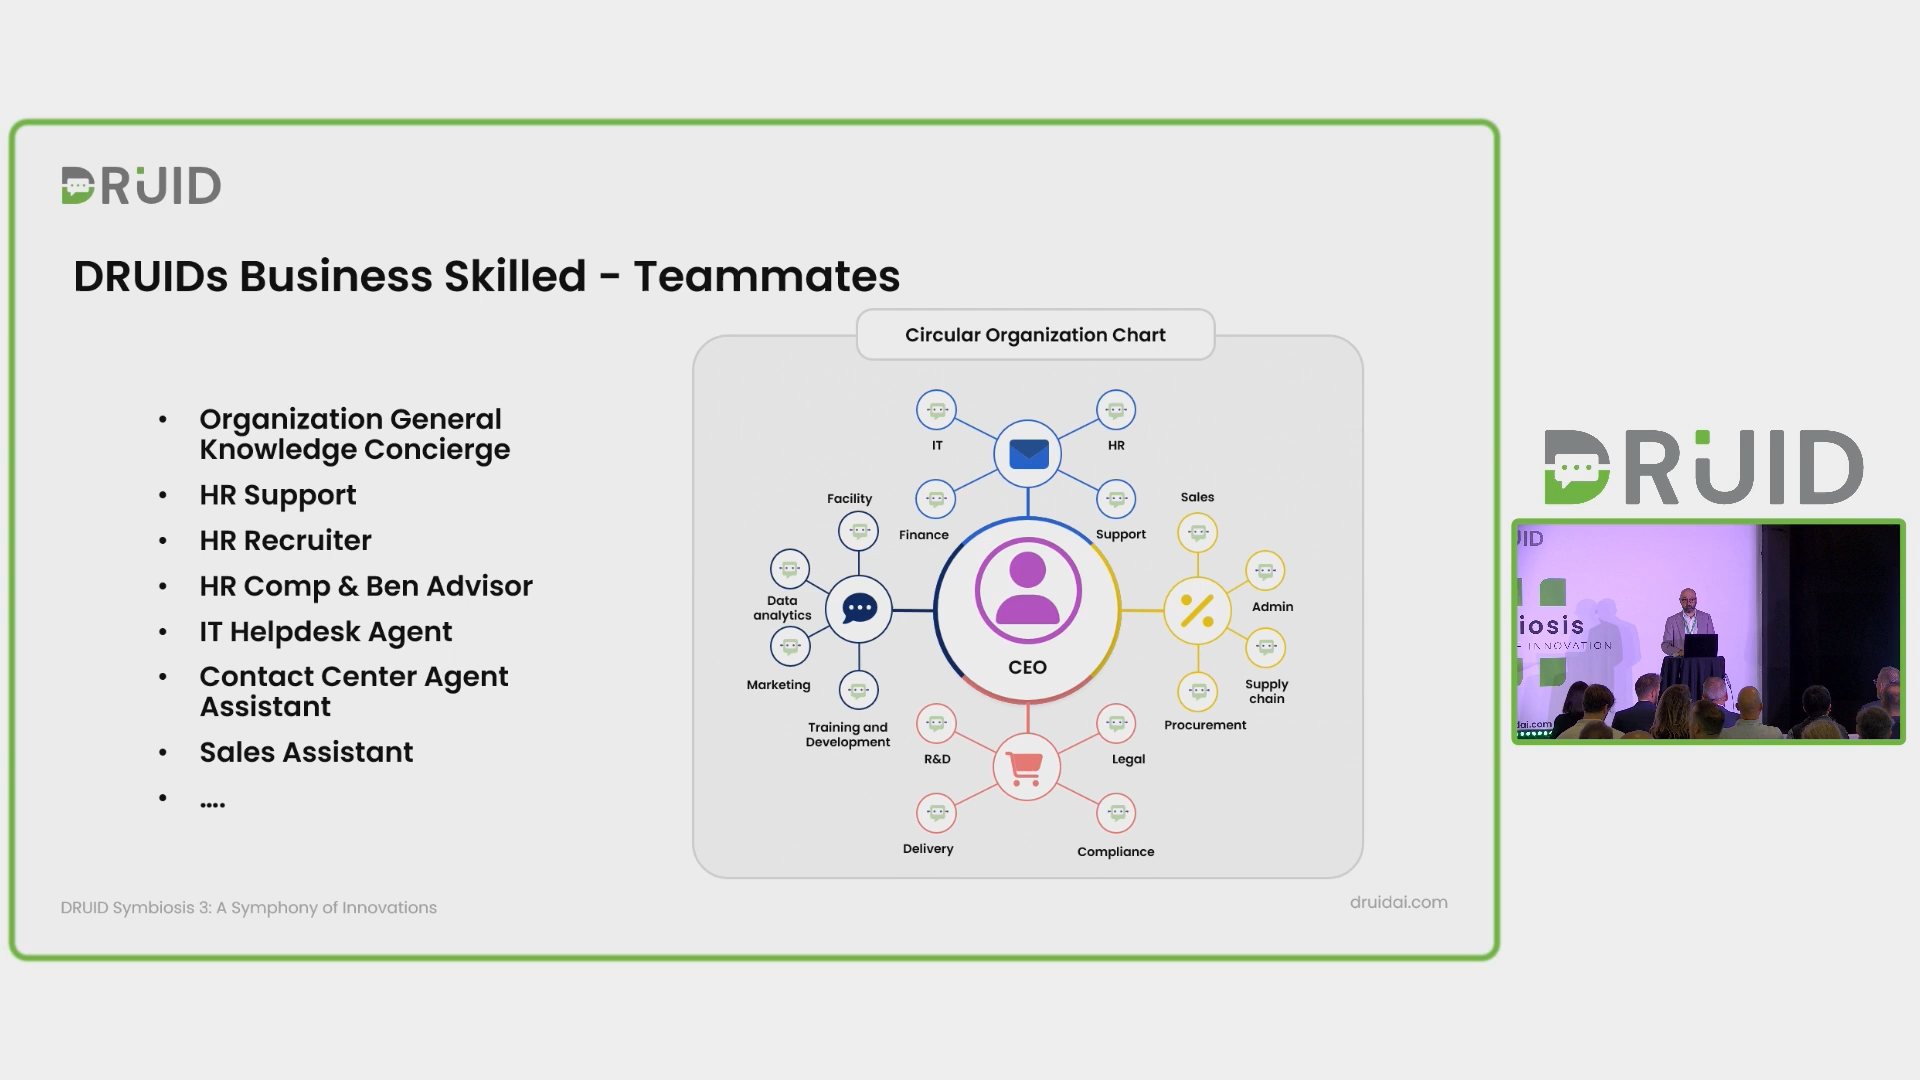 DRUID
DRUIDs Business Skilled - Teammates
Circular Organization Chart
• Organization General
Knowledge Concierge
• HR Support
• HR Recruiter
• HR Comp & Ben Advisor
• IT Helpdesk Agent
• Contact Center Agent
Assistant
• Sales Assistant
• ....
IT
HR
Finance
Support
Facility
Data
analytics
Marketing
Training and
Development
CEO
Sales
Admin
Supply
chain
Procurement
R&D
Legal
Delivery
Compliance
DRUID Symbiosis 3: A Symphony of Innovations
druidai.com
DRUID
UID
iosis
INNOVATION
dai.com